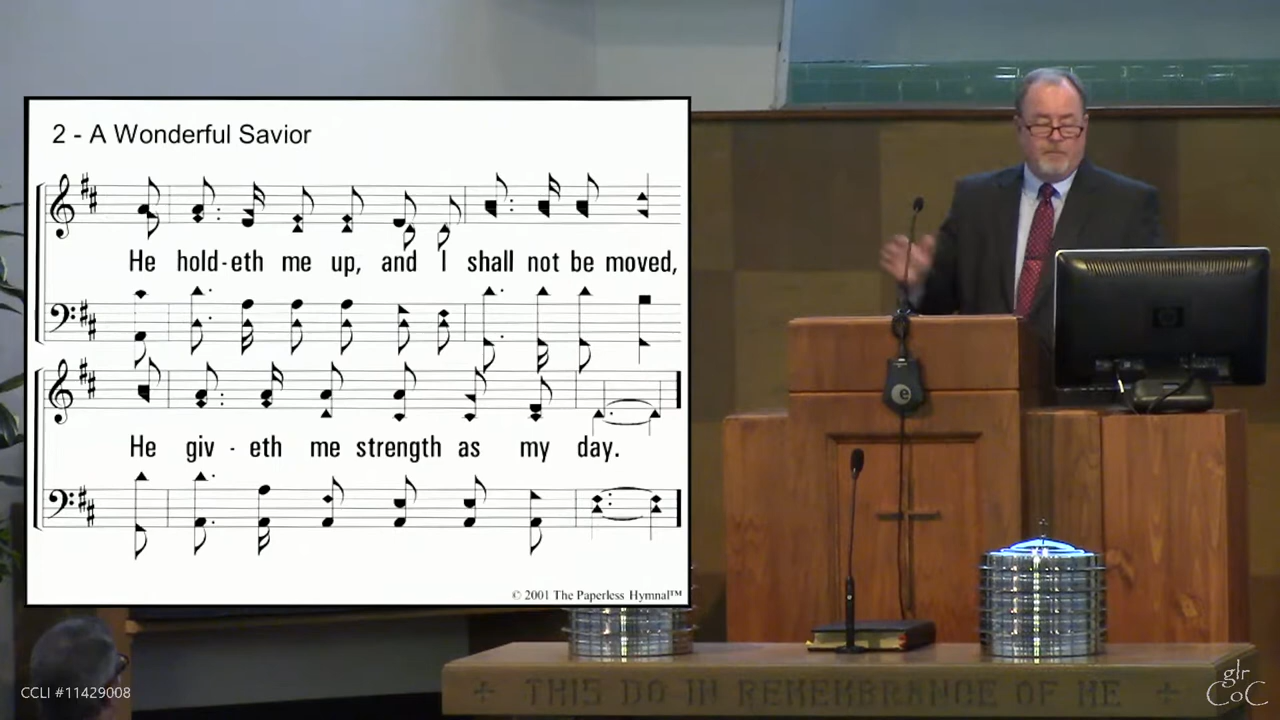 2 - A Wonderful Savior
He hold-eth me up, and I shall not be moved,
He giv - eth me strength as my day.
© 2001 The Paperless Hymnal™
THIS DO IN REMEMBRANCE OF ME
CCLI #11429008
glr
CoC
hp
e